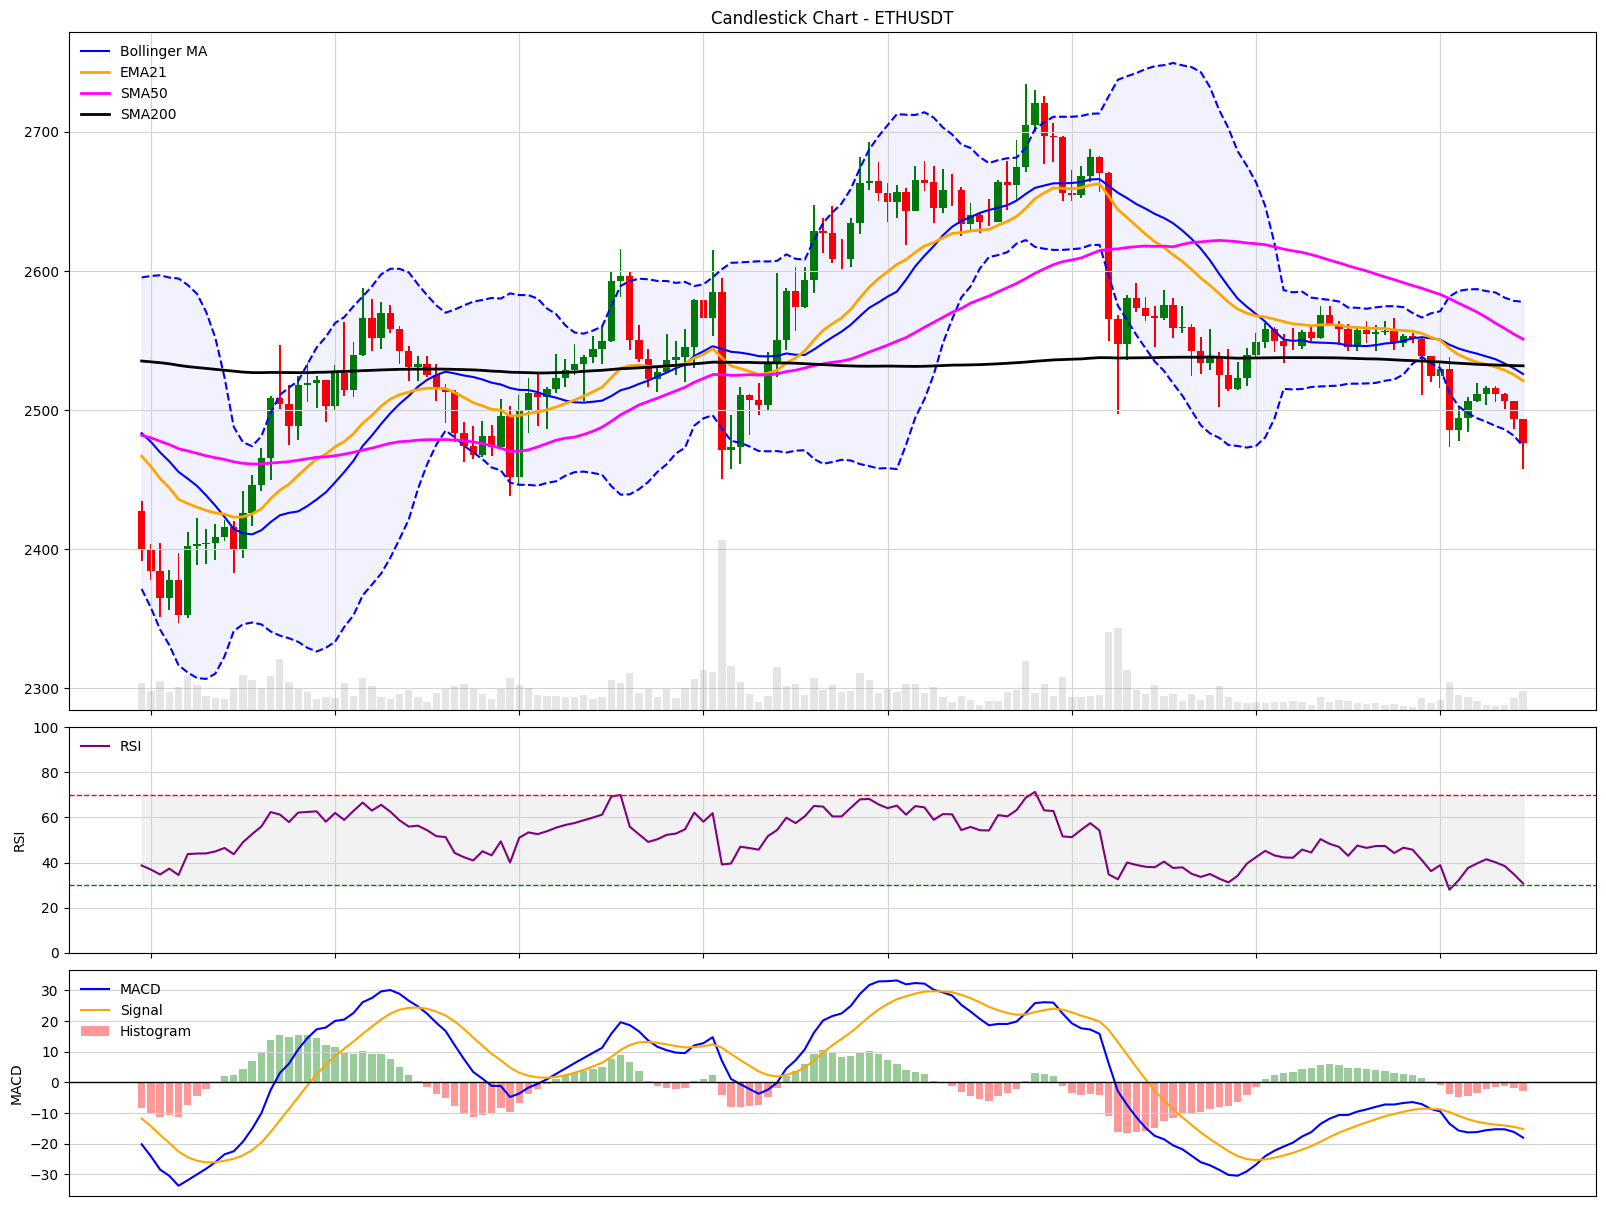 Candlestick Chart - ETHUSDT
Bollinger MA
EMA21
SMA50
SMA200
2700
2600
2500
2400
2300
100
RSI
80
60
40
20
0
RSI
MACD
Signal
Histogram
30
20
10
0
−10
−20
−30
MACD